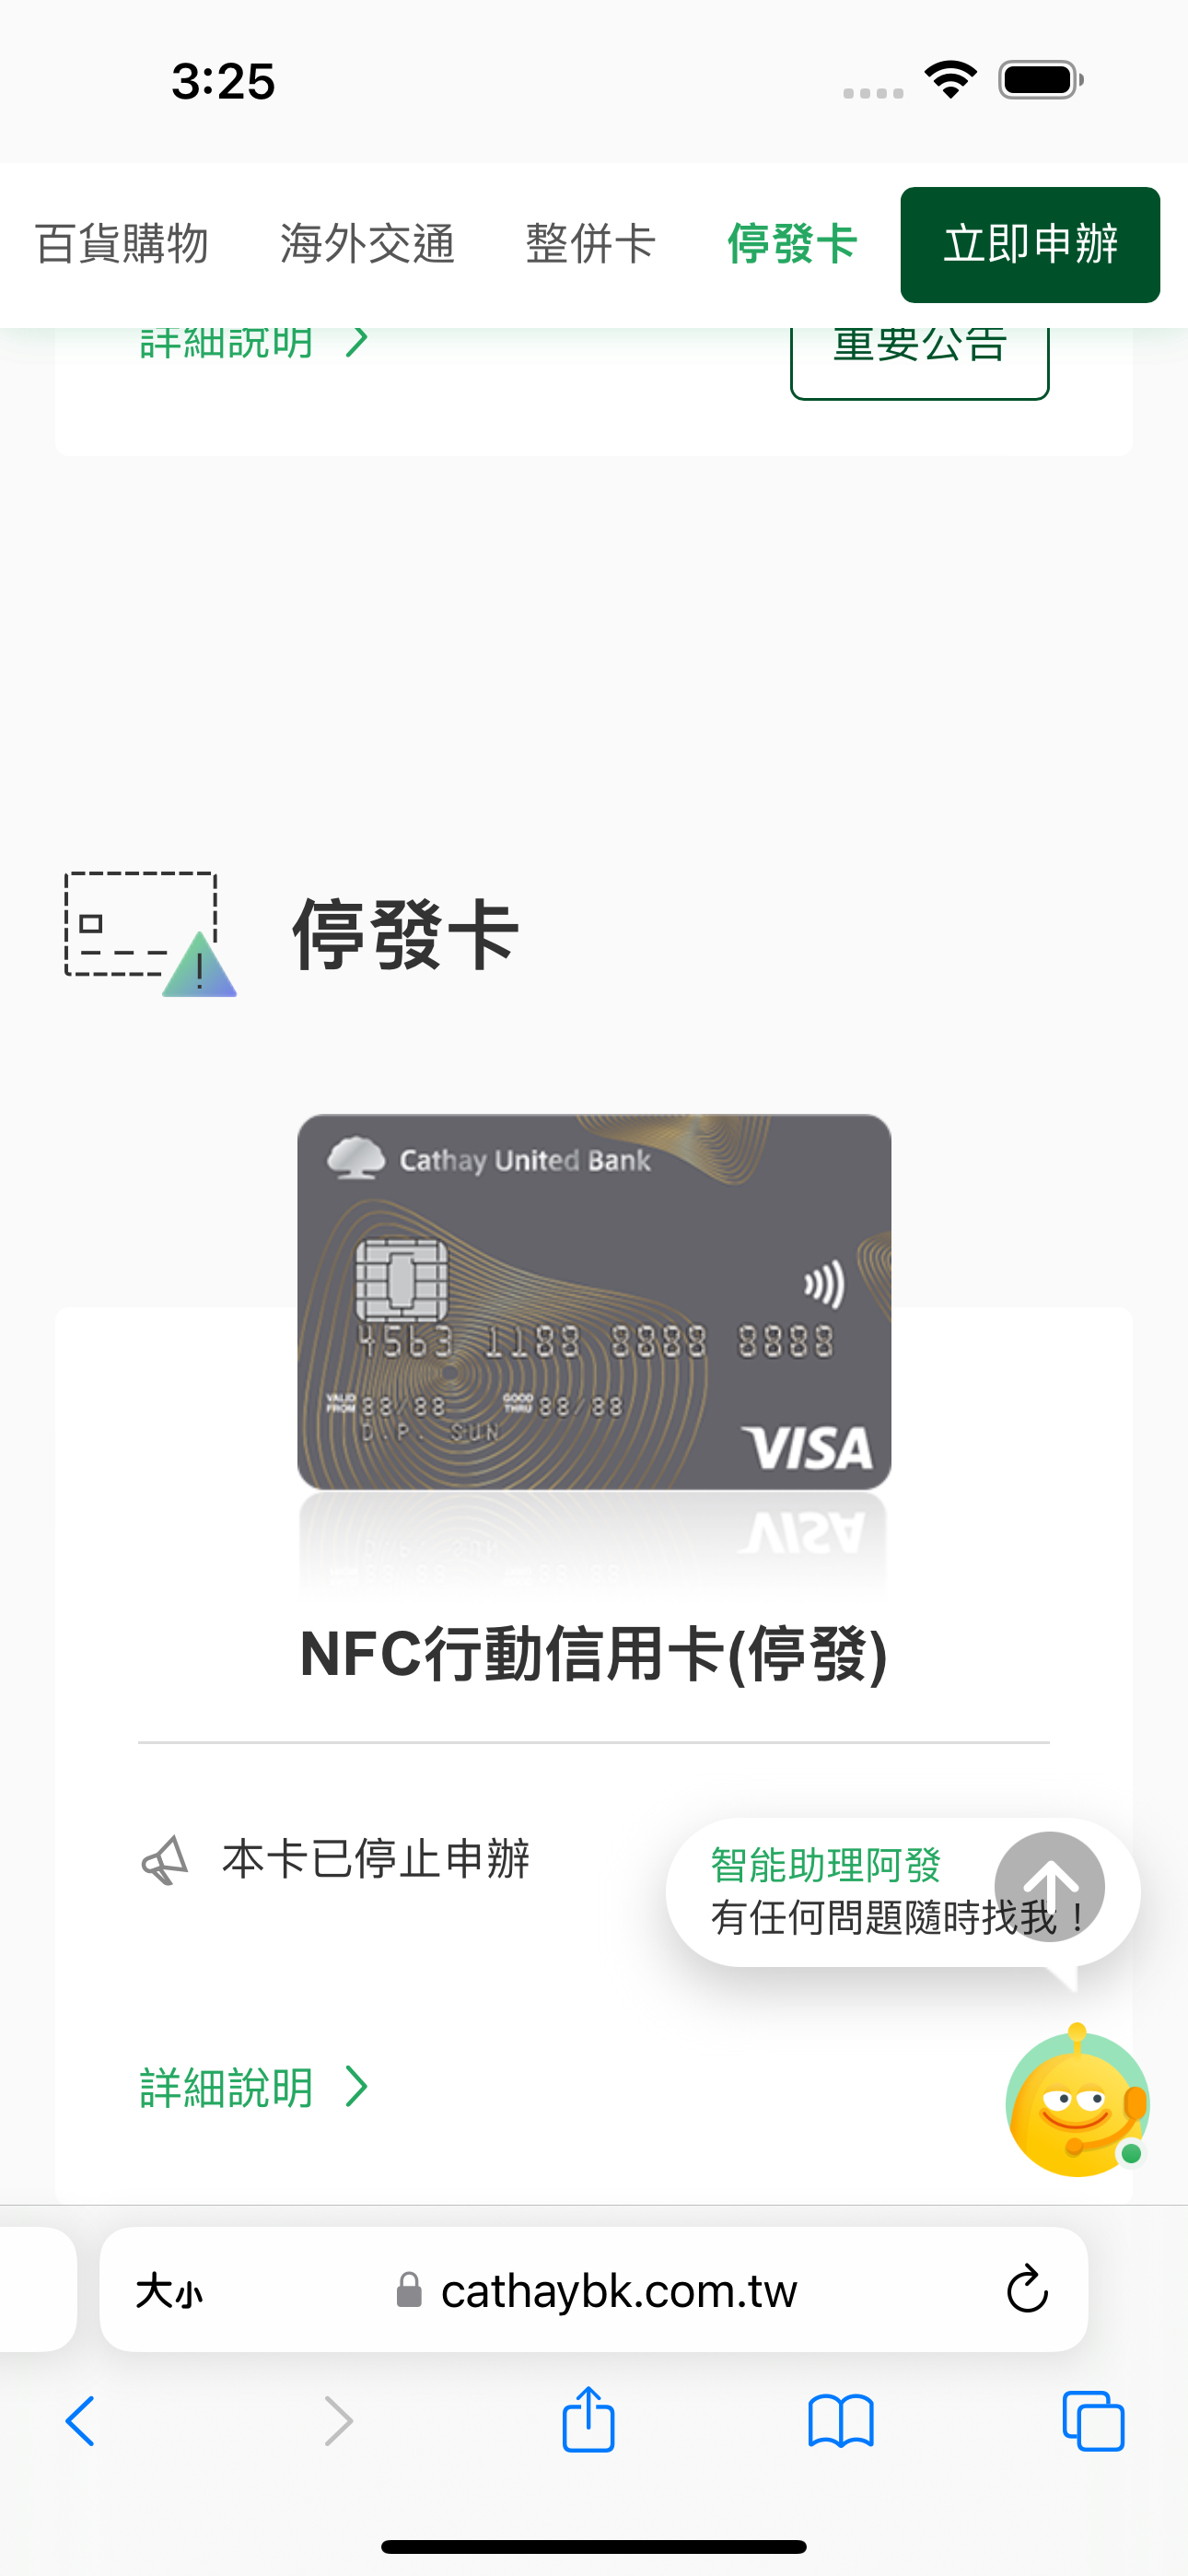 3:25
百貨購物 海外交通 整併卡 停發卡 立即申辦
詳細說明 重要公告
停發卡
Cathay United Bank
4563 1188 8888 8888
VALID FROM 88/88 GOOD THRU 88/88
D.P. SUN
VISA
NFC行動信用卡(停發)
本卡已停止申辦
智能助理阿發
有任何問題隨時找我！
詳細說明
大小 cathaybk.com.tw